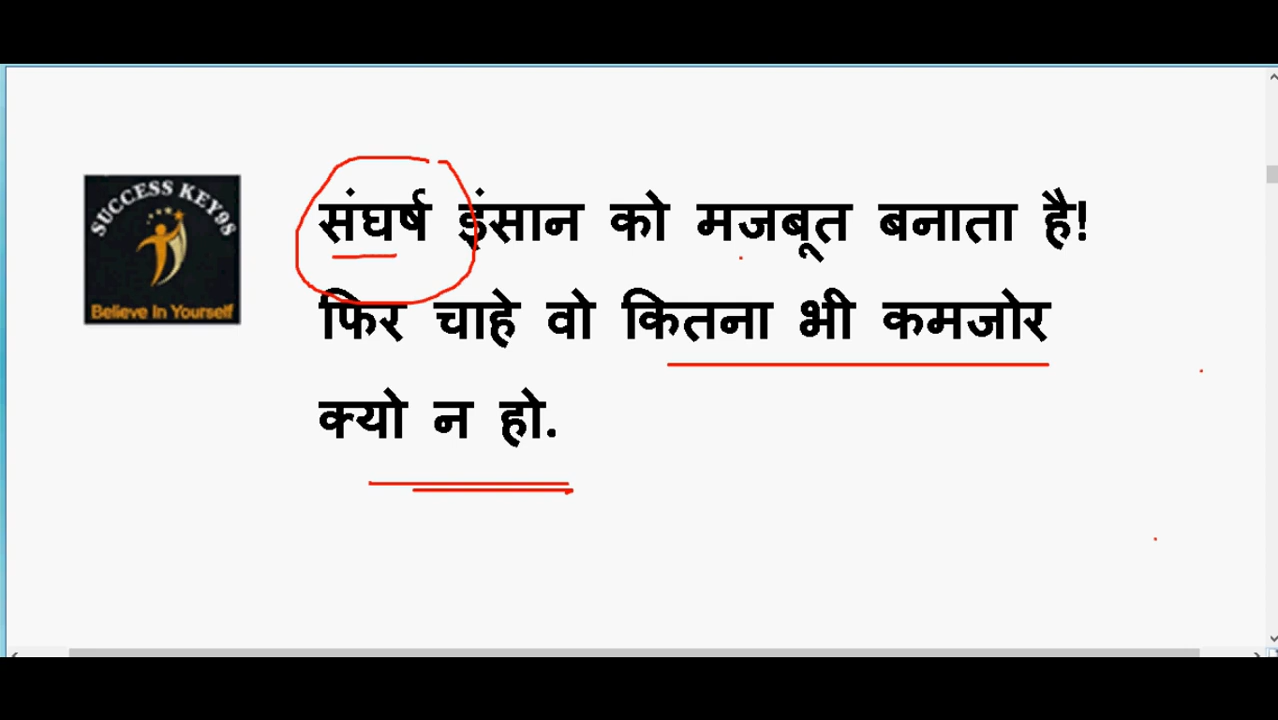 SUCCESS KEY98
Believe In Yourself
संघर्ष इंसान को मजबूत बनाता है!
फिर चाहे वो कितना भी कमजोर
क्यो न हो.